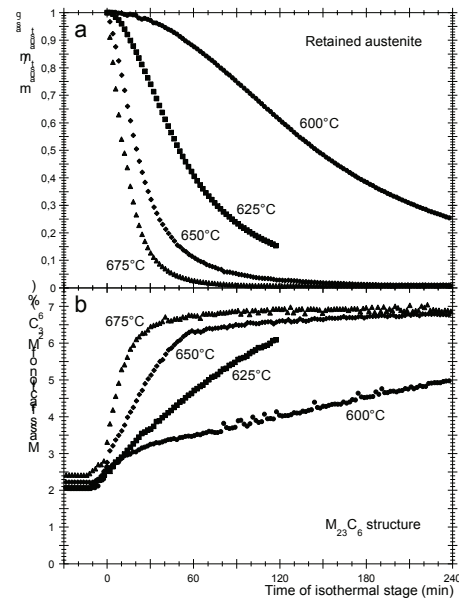 1
a
Retained austenite
0,9
0,8
0,7
0,6
600°C
0,5
0,4
0,3
625°C
0,2
650°C
0,1
675°C
0
b
7
675°C
6
650°C
5
625°C
4
600°C
3
2
1
M23C6 structure
0
0 60 120 180 240
Time of isothermal stage (min)